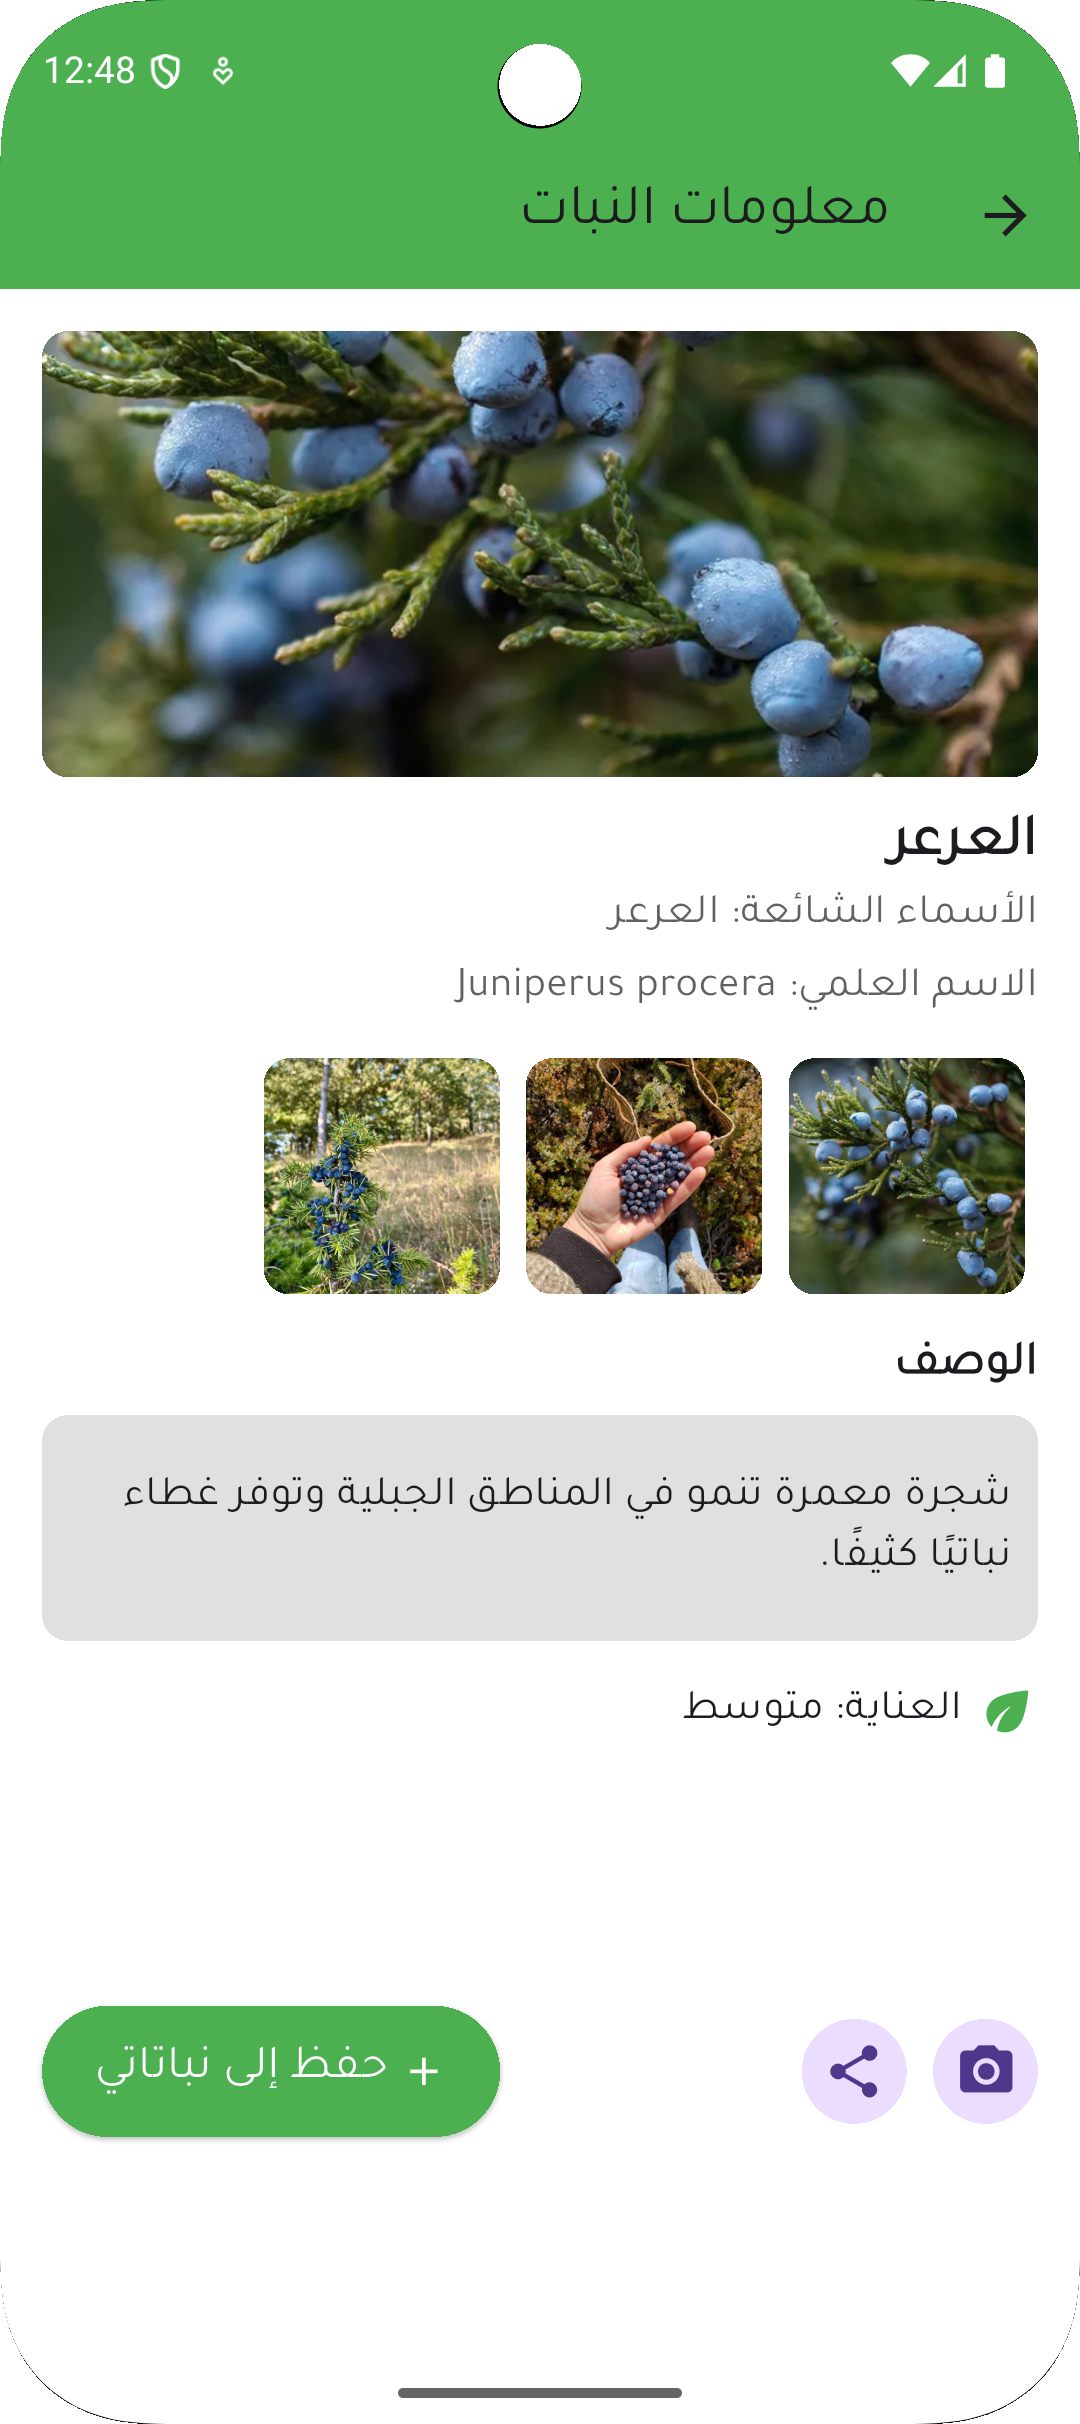 12:48
معلومات النبات
العرعر
الأسماء الشائعة: العرعر
الاسم العلمي: Juniperus procera
الوصف
شجرة معمرة تنمو في المناطق الجبلية وتوفر غطاء
نباتيًا كثيفًا.
العناية: متوسط
+ حفظ إلى نباتاتي